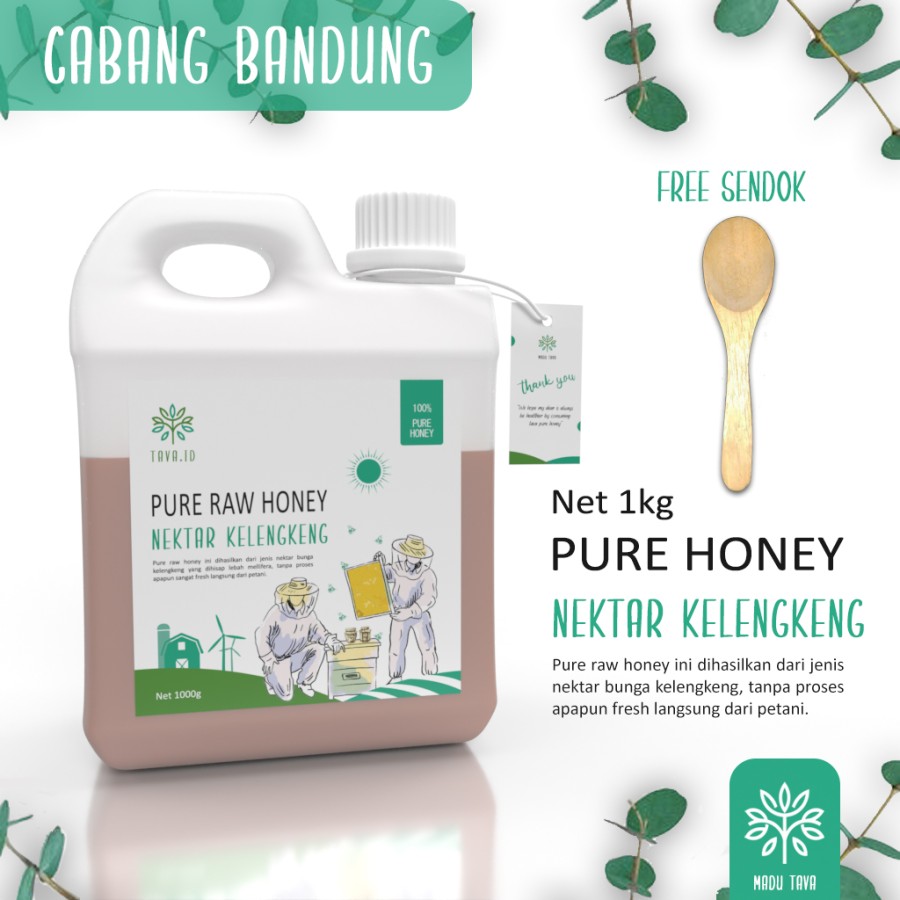 CABANG BANDUNG
FREE SENDOK
MADU TAVA
thank you
100%
PURE
HONEY
TAVA.ID
PURE RAW HONEY
NEKTAR KELENGKENG
Pure raw honey ini dihasilkan dari jenis nektar bunga
kelengkeng yang dihisap lebah mellifera, tanpa proses
apapun sangat fresh langsung dari petani.
Net 1000g
Net 1kg
PURE HONEY
NEKTAR KELENGKENG
Pure raw honey ini dihasilkan dari jenis
nektar bunga kelengkeng, tanpa proses
apapun fresh langsung dari petani.
MADU TAVA